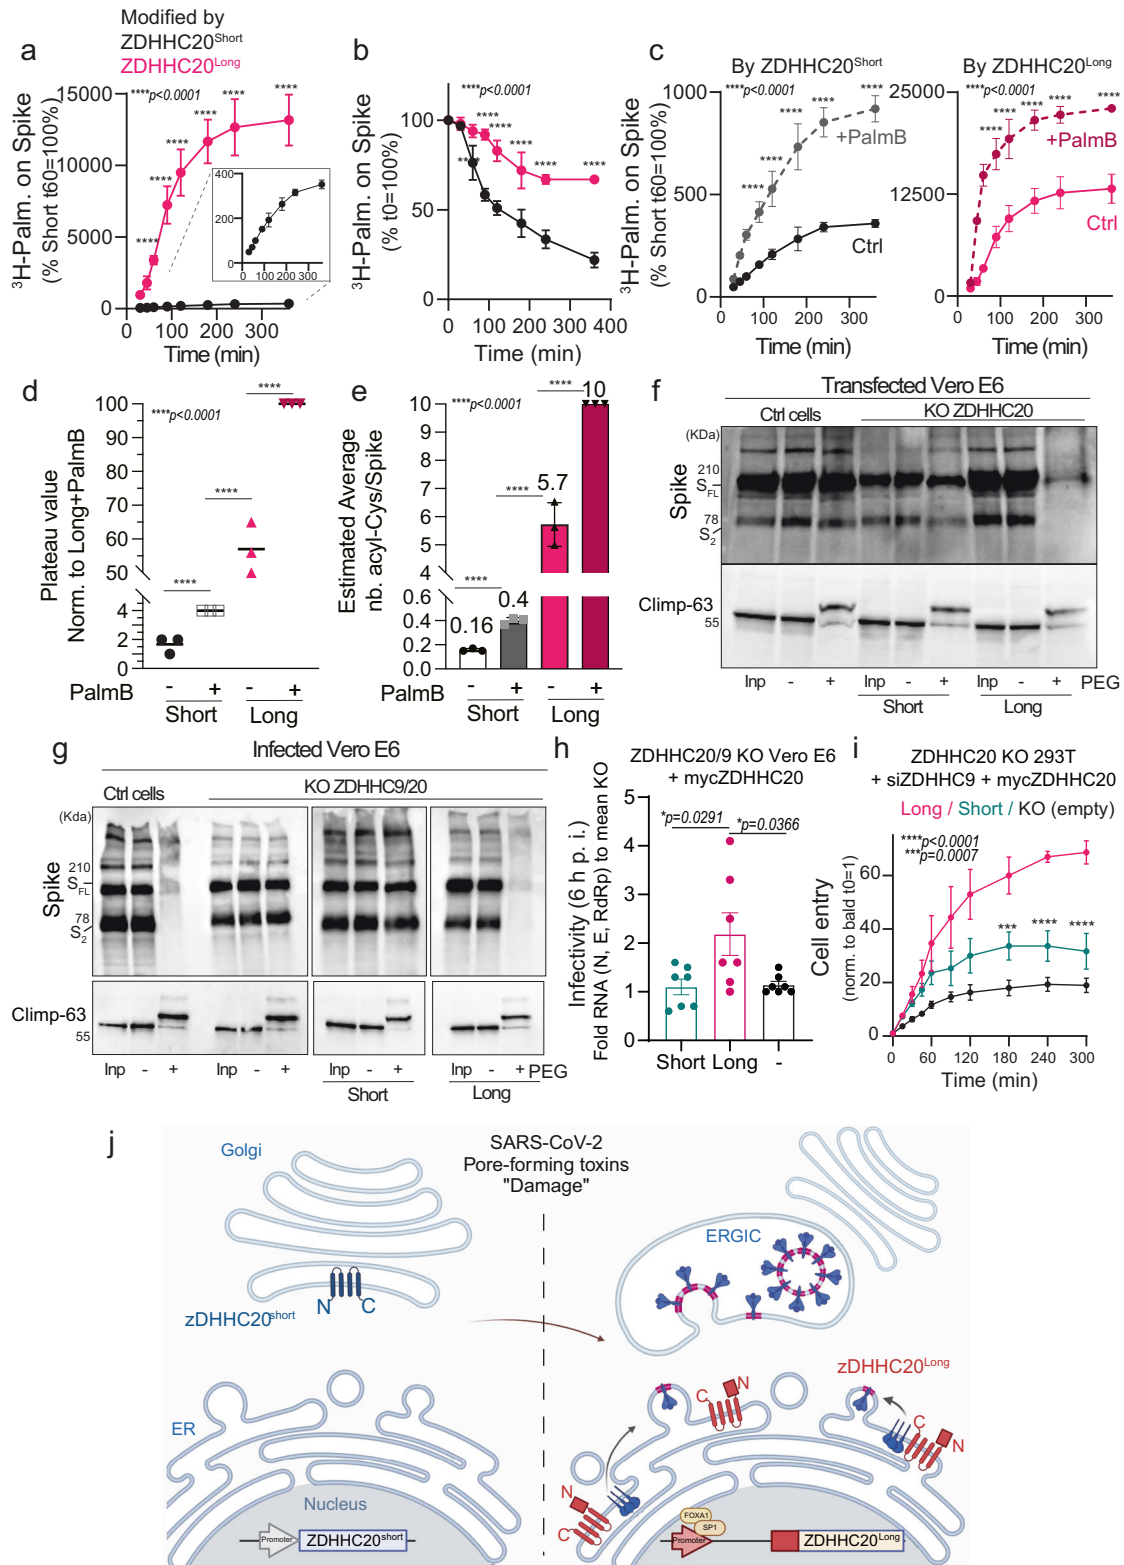 a
Modified by
ZDHHC20Short
ZDHHC20Long
****p<0.0001
3H-Palm. on Spike
(% Short t60=100%)
15000
10000
5000
0
**** **** **** **** ****
400
200
0
0 100 200 300
0 100 200 300
Time (min)
b
****p<0.0001
3H-Palm. on Spike
(% t0=100%)
100
50
0
**** **** **** **** **** ****
0 100 200 300 400
Time (min)
c
By ZDHHC20Short
****p<0.0001
3H-Palm. on Spike
(% Short t60=100%)
1000
500
0
**** **** **** **** ****
+PalmB
Ctrl
0 100 200 300
Time (min)
By ZDHHC20Long
****p<0.0001
25000
12500
0
**** **** **** **** **** ****
+PalmB
Ctrl
0 100 200 300
Time (min)
d
****p<0.0001
Plateau value
Norm. to Long+PalmB
100
90
80
70
60
50
4
2
0
**** **** ****
PalmB - + - +
Short Long
e
****p<0.0001
Estimated Average
nb. acyl-Cys/Spike
10
9
8
7
6
5
4
0.6
0.4
0.2
0.0
0.16
0.4
5.7
10
**** **** ****
PalmB - + - +
Short Long
f
Transfected Vero E6
Ctrl cells KO ZDHHC20
(KDa)
210
SFL
78
S2
Spike
Climp-63
55
Inp - + Inp - + Inp - + PEG
Short Long
g
Infected Vero E6
Ctrl cells KO ZDHHC9/20
(Kda)
210
SFL
78
S2
Spike
Climp-63
55
Inp - + Inp - + Inp - + Inp - + PEG
Short Long
h
ZDHHC20/9 KO Vero E6
+ mycZDHHC20
*p=0.0291 *p=0.0366
Infectivity (6 h p. i.)
Fold RNA (N, E, RdRp) to mean KO
5
4
3
2
1
0
Short Long -
i
ZDHHC20 KO 293T
+ siZDHHC9 + mycZDHHC20
Long / Short / KO (empty)
****p<0.0001
***p=0.0007
Cell entry
(norm. to bald t0=1)
60
40
20
0
*** **** ****
0 60 120 180 240 300
Time (min)
j
Golgi
SARS-CoV-2
Pore-forming toxins
"Damage"
ERGIC
N C
zDHHC20short
zDHHC20Long
N
C
C
N
ER
N
C
Nucleus
Promoter
ZDHHC20short
FOXA1
SP1
Promoter
ZDHHC20Long